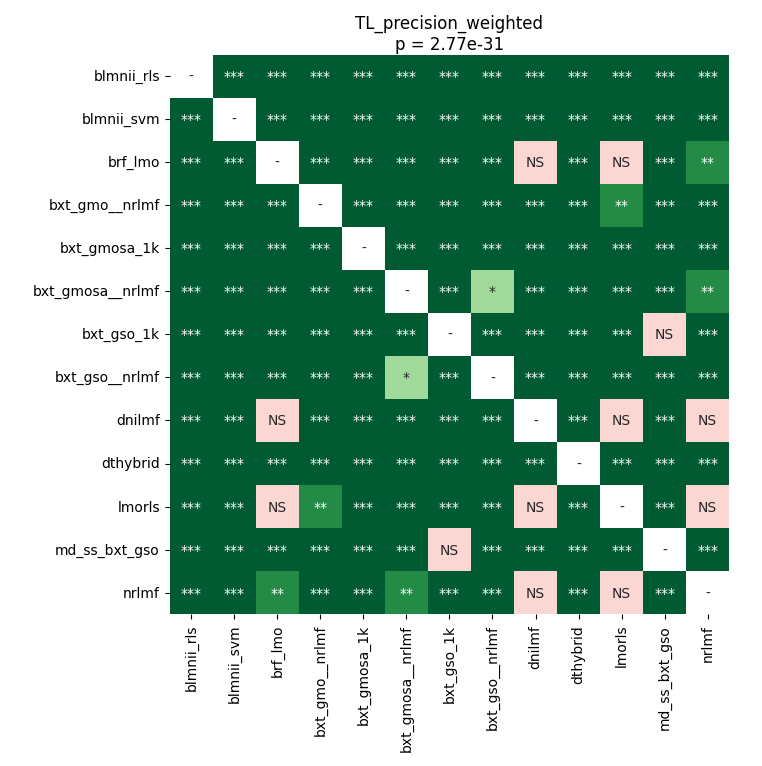 TL_precision_weighted
p = 2.77e-31
blmnii_rls - *** *** *** *** *** *** *** *** *** *** *** ***
blmnii_svm *** - *** *** *** *** *** *** *** *** *** *** ***
brf_lmo *** *** - *** *** *** *** *** NS *** NS *** **
bxt_gmo__nrlmf *** *** *** - *** *** *** *** *** *** ** *** ***
bxt_gmosa_1k *** *** *** *** - *** *** *** *** *** *** *** ***
bxt_gmosa__nrlmf *** *** *** *** *** - *** * *** *** *** *** **
bxt_gso_1k *** *** *** *** *** *** - *** *** *** *** NS ***
bxt_gso__nrlmf *** *** *** *** *** * *** - *** *** *** *** ***
dnilmf *** *** NS *** *** *** *** *** - *** NS *** NS
dthybrid *** *** *** *** *** *** *** *** *** - *** *** ***
lmorls *** *** NS ** *** *** *** *** NS *** - *** NS
md_ss_bxt_gso *** *** *** *** *** *** NS *** *** *** *** - ***
nrlmf *** *** ** *** *** ** *** *** NS *** NS *** -
blmnii_rls
blmnii_svm
brf_lmo
bxt_gmo__nrlmf
bxt_gmosa_1k
bxt_gmosa__nrlmf
bxt_gso_1k
bxt_gso__nrlmf
dnilmf
dthybrid
lmorls
md_ss_bxt_gso
nrlmf